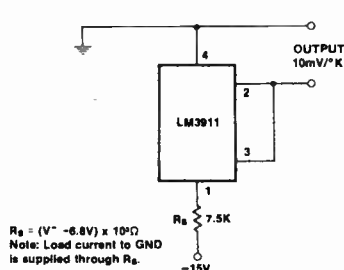 4
OUTPUT
10mV/°K
2
LM3911
3
1
Rs 7.5K
Rs = (V⁻ −6.8V) x 10³Ω
Note: Load current to GND
is supplied through Rs.
−15V